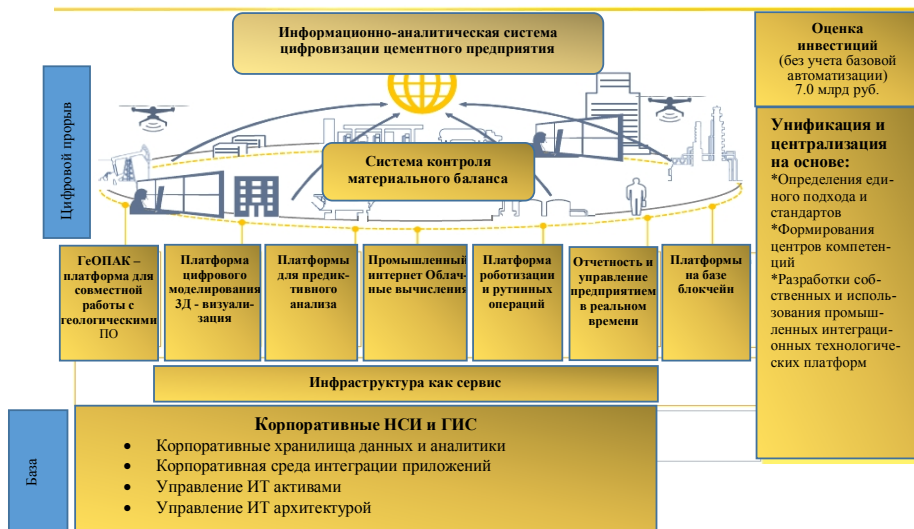 Информационно-аналитическая система
цифровизации цементного предприятия
Оценка
инвестиций
(без учета базовой
автоматизации)
7.0 млрд руб.
Цифровой прорыв
Система контроля
материального баланса
Унификация и
централизация
на основе:
*Определения еди-
ного подхода и
стандартов
*Формирования
центров компетен-
ций
*Разработки соб-
ственных и исполь-
зования промыш-
ленных интеграци-
онных технологиче-
ских платформ
ГеОПАК –
платформа для
совместной
работы с
геологическими
ПО
Платформа
цифрового
моделирования
3Д - визуали-
зация
Платформы
для предик-
тивного
анализа
Промышленный
интернет Облач-
ные вычисления
Платформа
роботизации
и рутинных
операций
Отчетность и
управление
предприятием
в реальном
времени
Платформы
на базе
блокчейн
Инфраструктура как сервис
База
Корпоративные НСИ и ГИС
• Корпоративные хранилища данных и аналитики
• Корпоративная среда интеграции приложений
• Управление ИТ активами
• Управление ИТ архитектурой